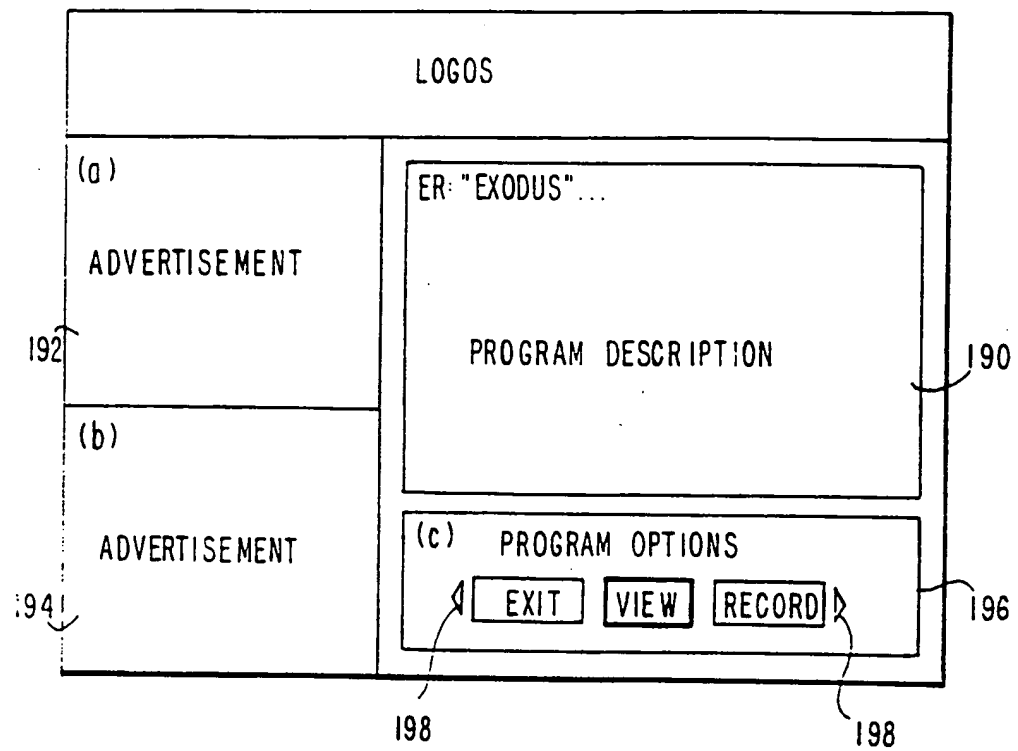 LOGOS
(a)
ADVERTISEMENT
192
(b)
ADVERTISEMENT
194
ER: "EXODUS"...
PROGRAM DESCRIPTION
190
(c) PROGRAM OPTIONS
EXIT VIEW RECORD
196
198
198